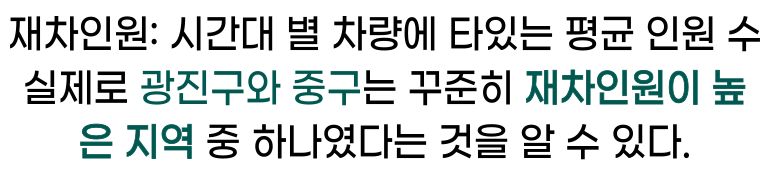 재차인원: 시간대 별 차량에 타있는 평균 인원 수
실제로 광진구와 중구는 꾸준히 재차인원이 높
은 지역 중 하나였다는 것을 알 수 있다.